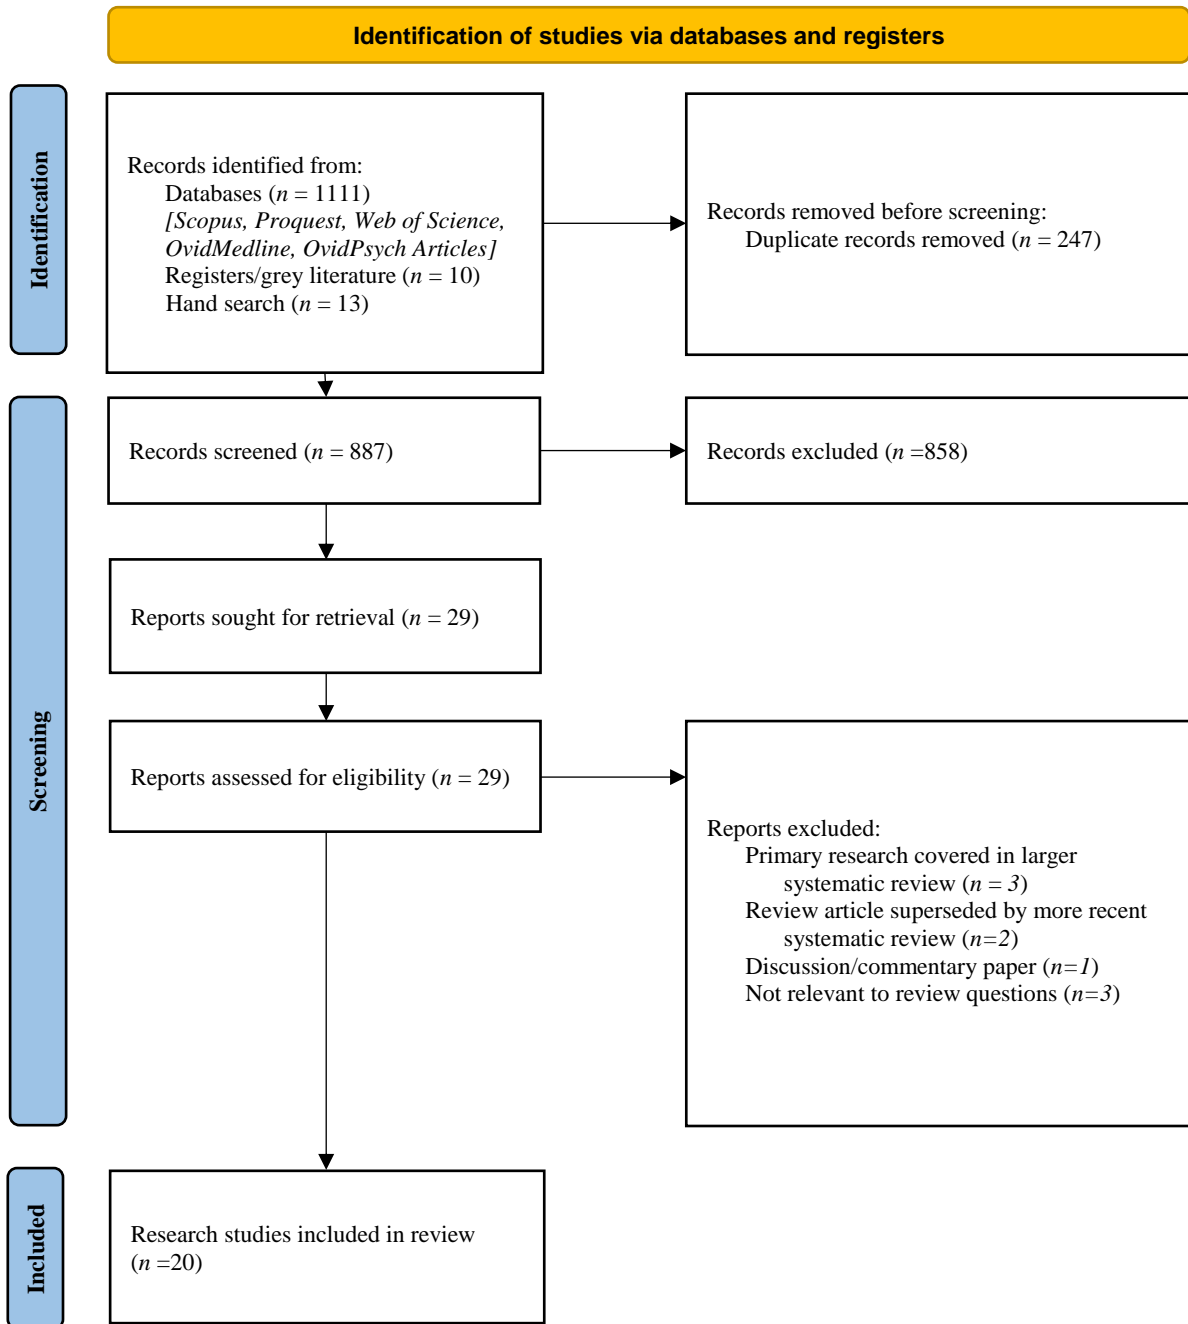 Identification of studies via databases and registers
Identification
Records identified from:
Databases (n = 1111)
[Scopus, Proquest, Web of Science,
OvidMedline, OvidPsych Articles]
Registers/grey literature (n = 10)
Hand search (n = 13)
Records removed before screening:
Duplicate records removed (n = 247)
Screening
Records screened (n = 887)
Records excluded (n =858)
Reports sought for retrieval (n = 29)
Reports assessed for eligibility (n = 29)
Reports excluded:
Primary research covered in larger
systematic review (n = 3)
Review article superseded by more recent
systematic review (n=2)
Discussion/commentary paper (n=1)
Not relevant to review questions (n=3)
Included
Research studies included in review
(n =20)